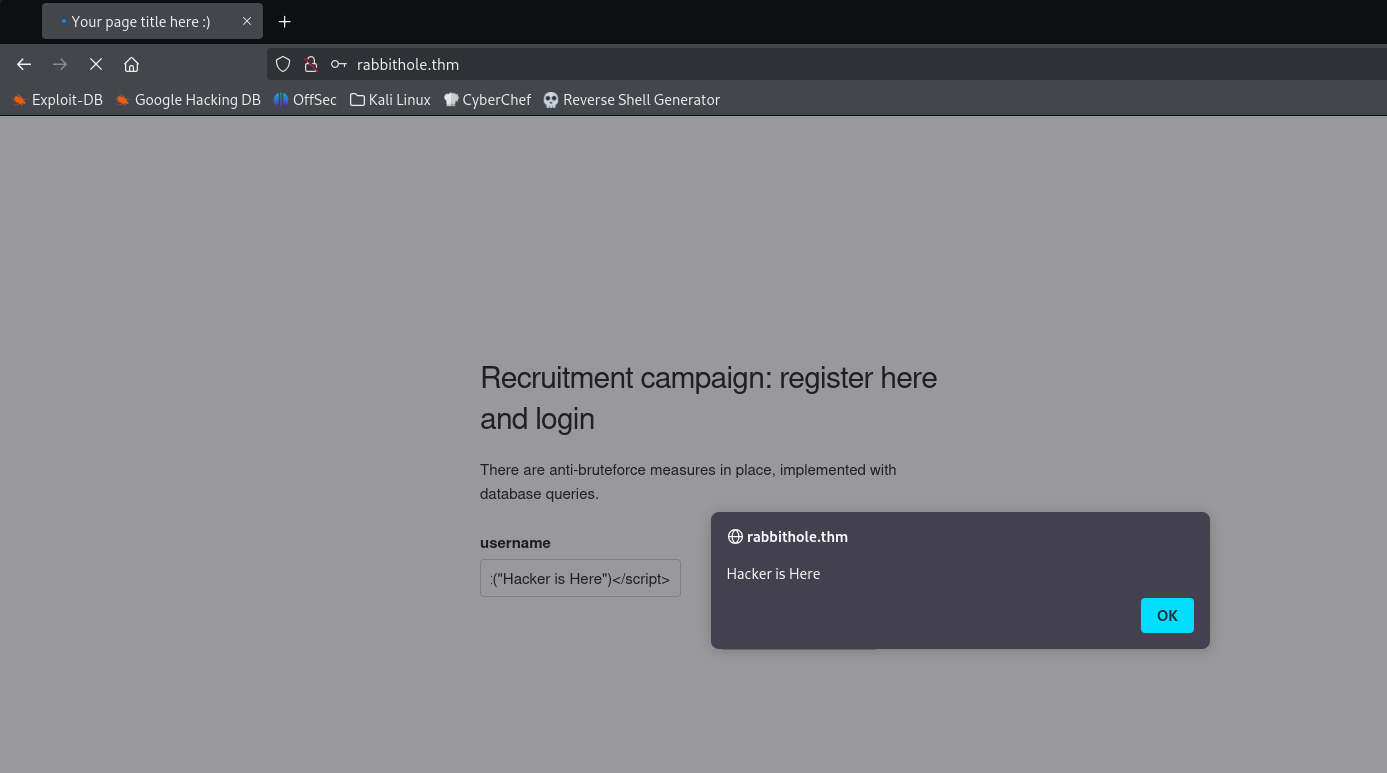 Your page title here :)
rabbithole.thm
Exploit-DB Google Hacking DB OffSec Kali Linux CyberChef Reverse Shell Generator
Recruitment campaign: register here
and login
There are anti-bruteforce measures in place, implemented with
database queries.
username
:("Hacker is Here")</script>
rabbithole.thm
Hacker is Here
OK